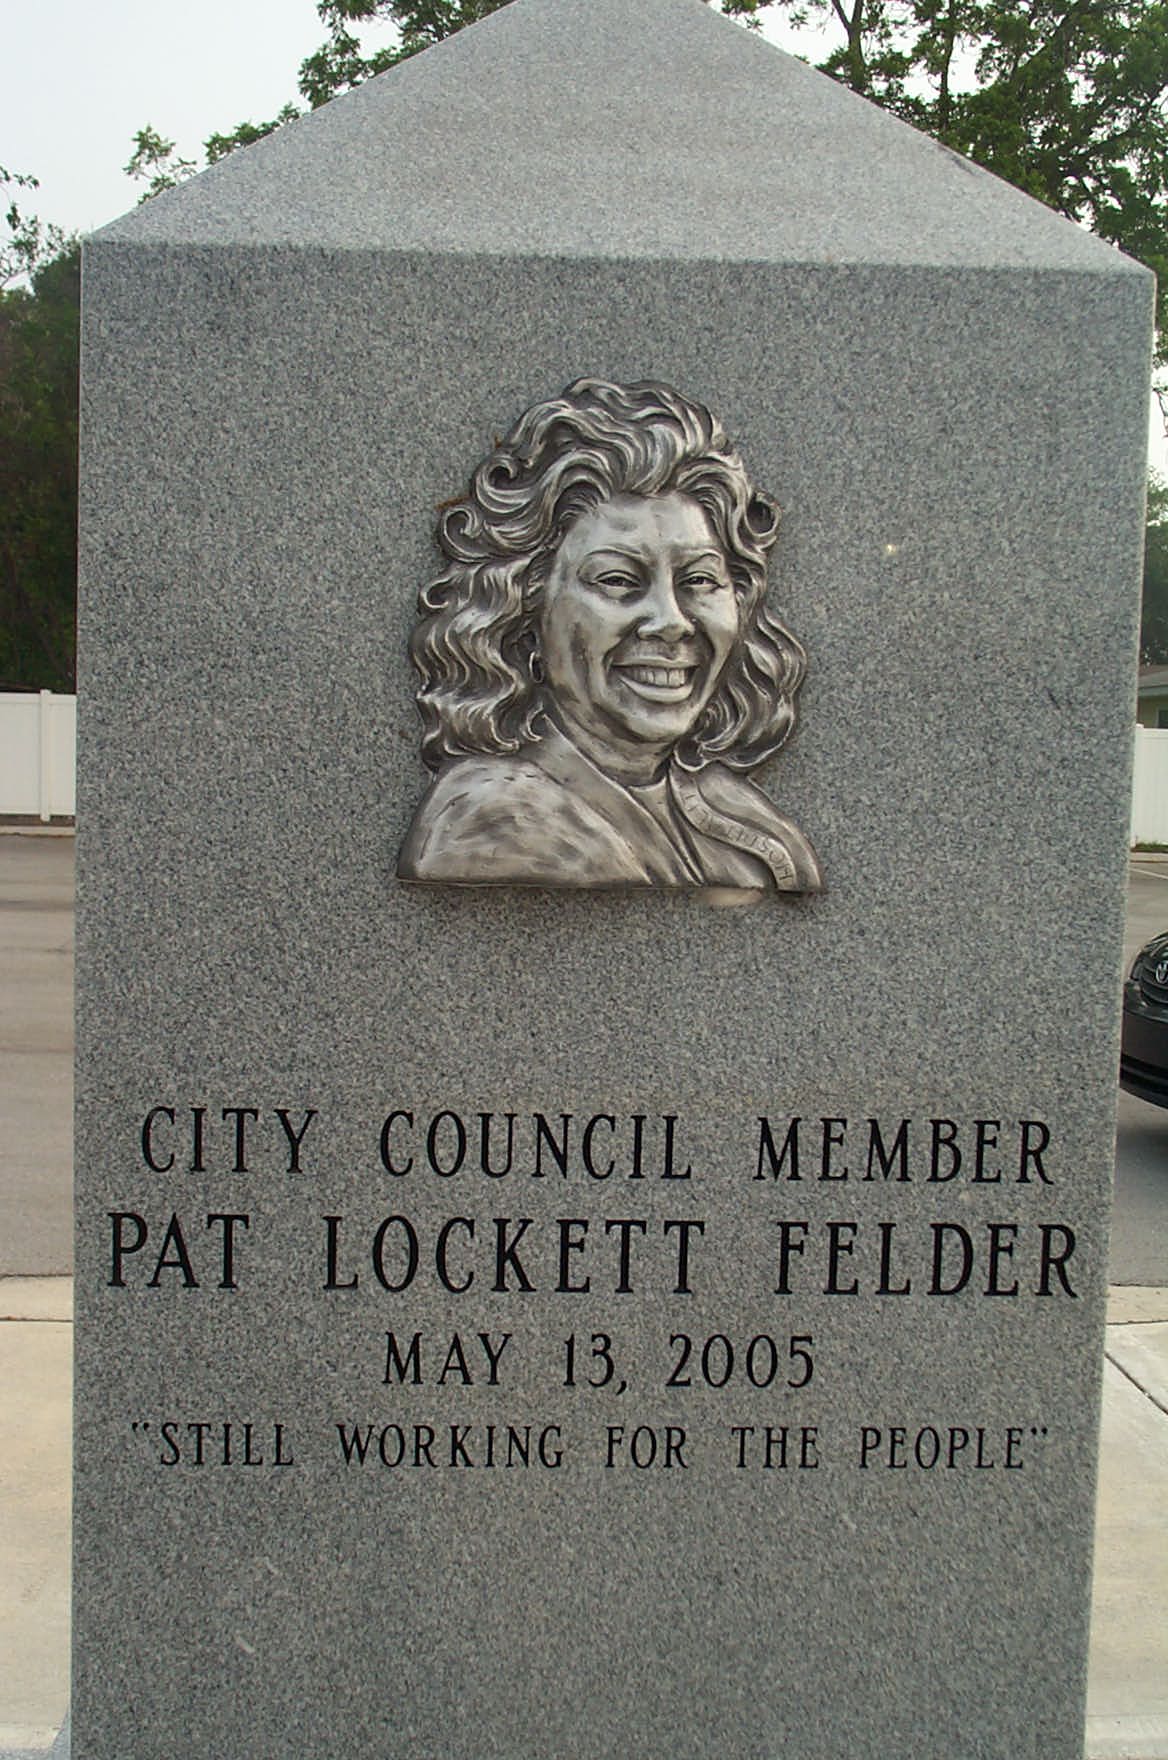 CITY COUNCIL MEMBER
PAT LOCKETT FELDER
MAY 13, 2005
"STILL WORKING FOR THE PEOPLE"